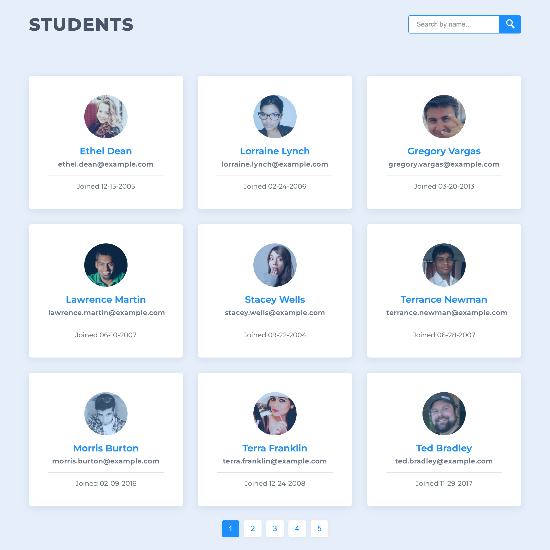 STUDENTS
Search by name...
Ethel Dean
ethel.dean@example.com
Joined 12-15-2005
Lorraine Lynch
lorraine.lynch@example.com
Joined 02-24-2006
Gregory Vargas
gregory.vargas@example.com
Joined 03-20-2013
Lawrence Martin
lawrence.martin@example.com
Joined 06-10-2007
Stacey Wells
stacey.wells@example.com
Joined 09-22-2004
Terrance Newman
terrance.newman@example.com
Joined 06-28-2007
Morris Burton
morris.burton@example.com
Joined 02-09-2016
Terra Franklin
terra.franklin@example.com
Joined 12-24-2008
Ted Bradley
ted.bradley@example.com
Joined 11-29-2017
1 2 3 4 5